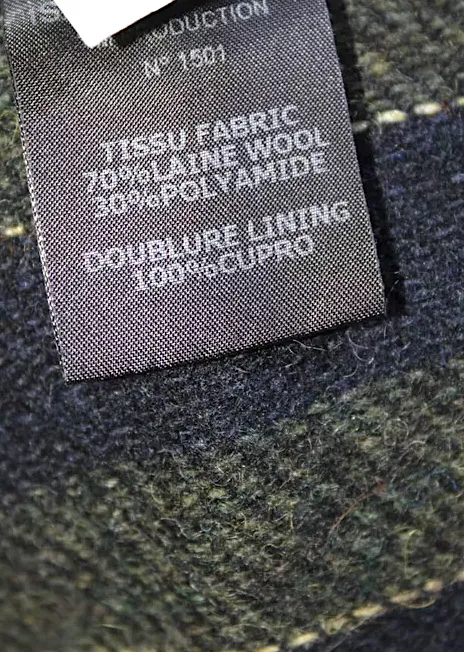 PRODUCTION
N° 1501
TISSU FABRIC
70%LAINE WOOL
30%POLYAMIDE
DOUBLURE LINING
100%CUPRO